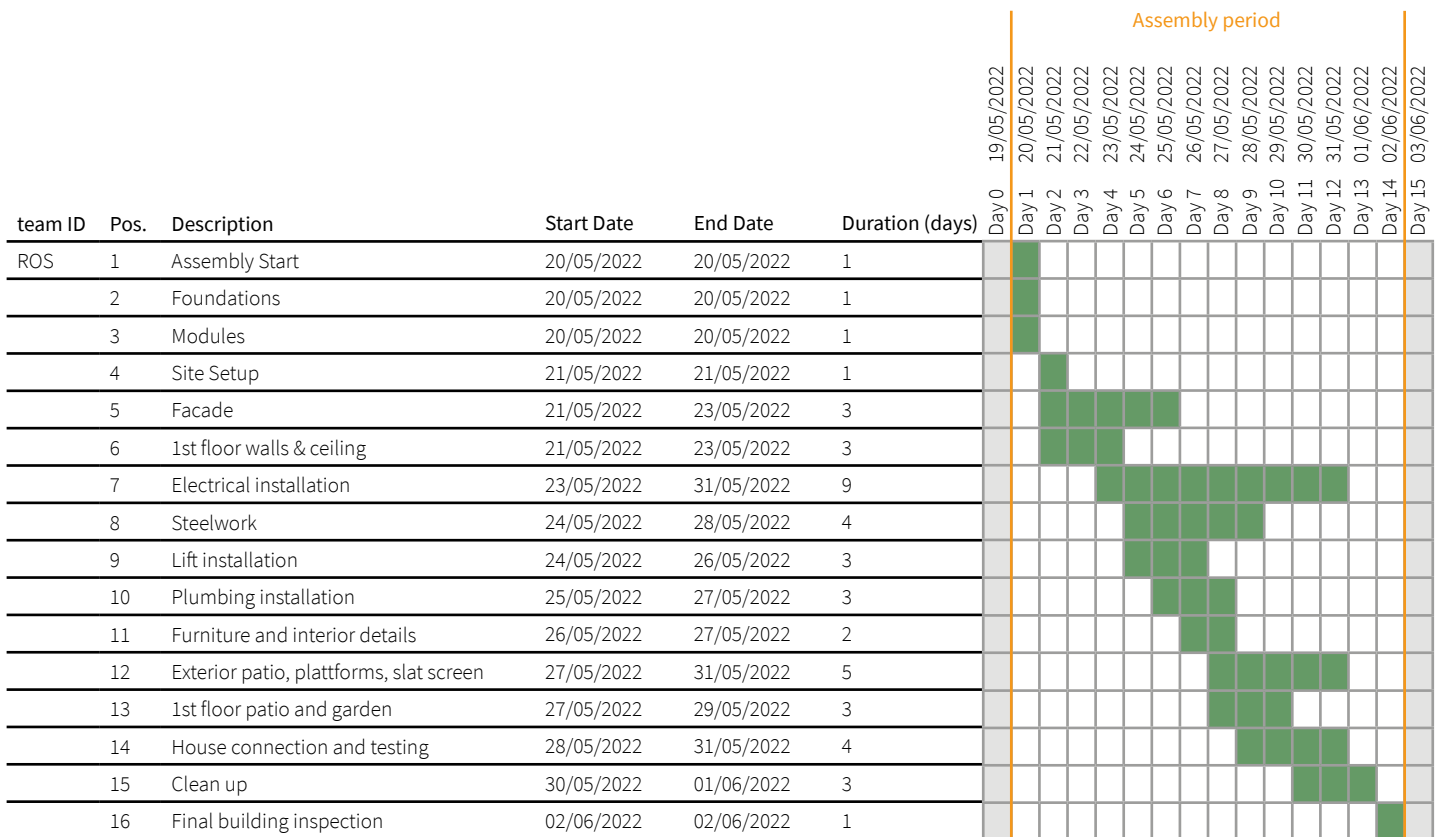 Assembly period
19/05/2022 20/05/2022 21/05/2022 22/05/2022 23/05/2022 24/05/2022 25/05/2022 26/05/2022 27/05/2022 28/05/2022 29/05/2022 30/05/2022 31/05/2022 01/06/2022 02/06/2022 03/06/2022
team ID Pos. Description Start Date End Date Duration (days) Day 0 Day 1 Day 2 Day 3 Day 4 Day 5 Day 6 Day 7 Day 8 Day 9 Day 10 Day 11 Day 12 Day 13 Day 14 Day 15
ROS 1 Assembly Start 20/05/2022 20/05/2022 1
2 Foundations 20/05/2022 20/05/2022 1
3 Modules 20/05/2022 20/05/2022 1
4 Site Setup 21/05/2022 21/05/2022 1
5 Facade 21/05/2022 23/05/2022 3
6 1st floor walls & ceiling 21/05/2022 23/05/2022 3
7 Electrical installation 23/05/2022 31/05/2022 9
8 Steelwork 24/05/2022 28/05/2022 4
9 Lift installation 24/05/2022 26/05/2022 3
10 Plumbing installation 25/05/2022 27/05/2022 3
11 Furniture and interior details 26/05/2022 27/05/2022 2
12 Exterior patio, plattforms, slat screen 27/05/2022 31/05/2022 5
13 1st floor patio and garden 27/05/2022 29/05/2022 3
14 House connection and testing 28/05/2022 31/05/2022 4
15 Clean up 30/05/2022 01/06/2022 3
16 Final building inspection 02/06/2022 02/06/2022 1